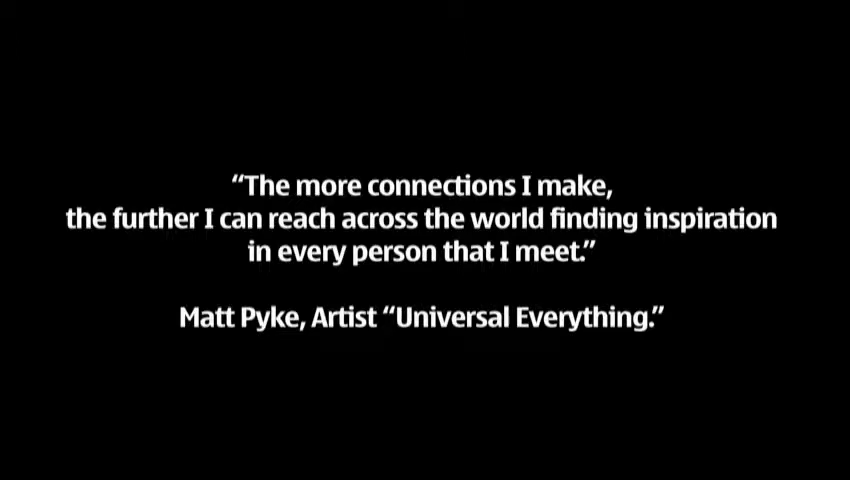 “The more connections I make,
the further I can reach across the world finding inspiration
in every person that I meet.”
Matt Pyke, Artist “Universal Everything.”